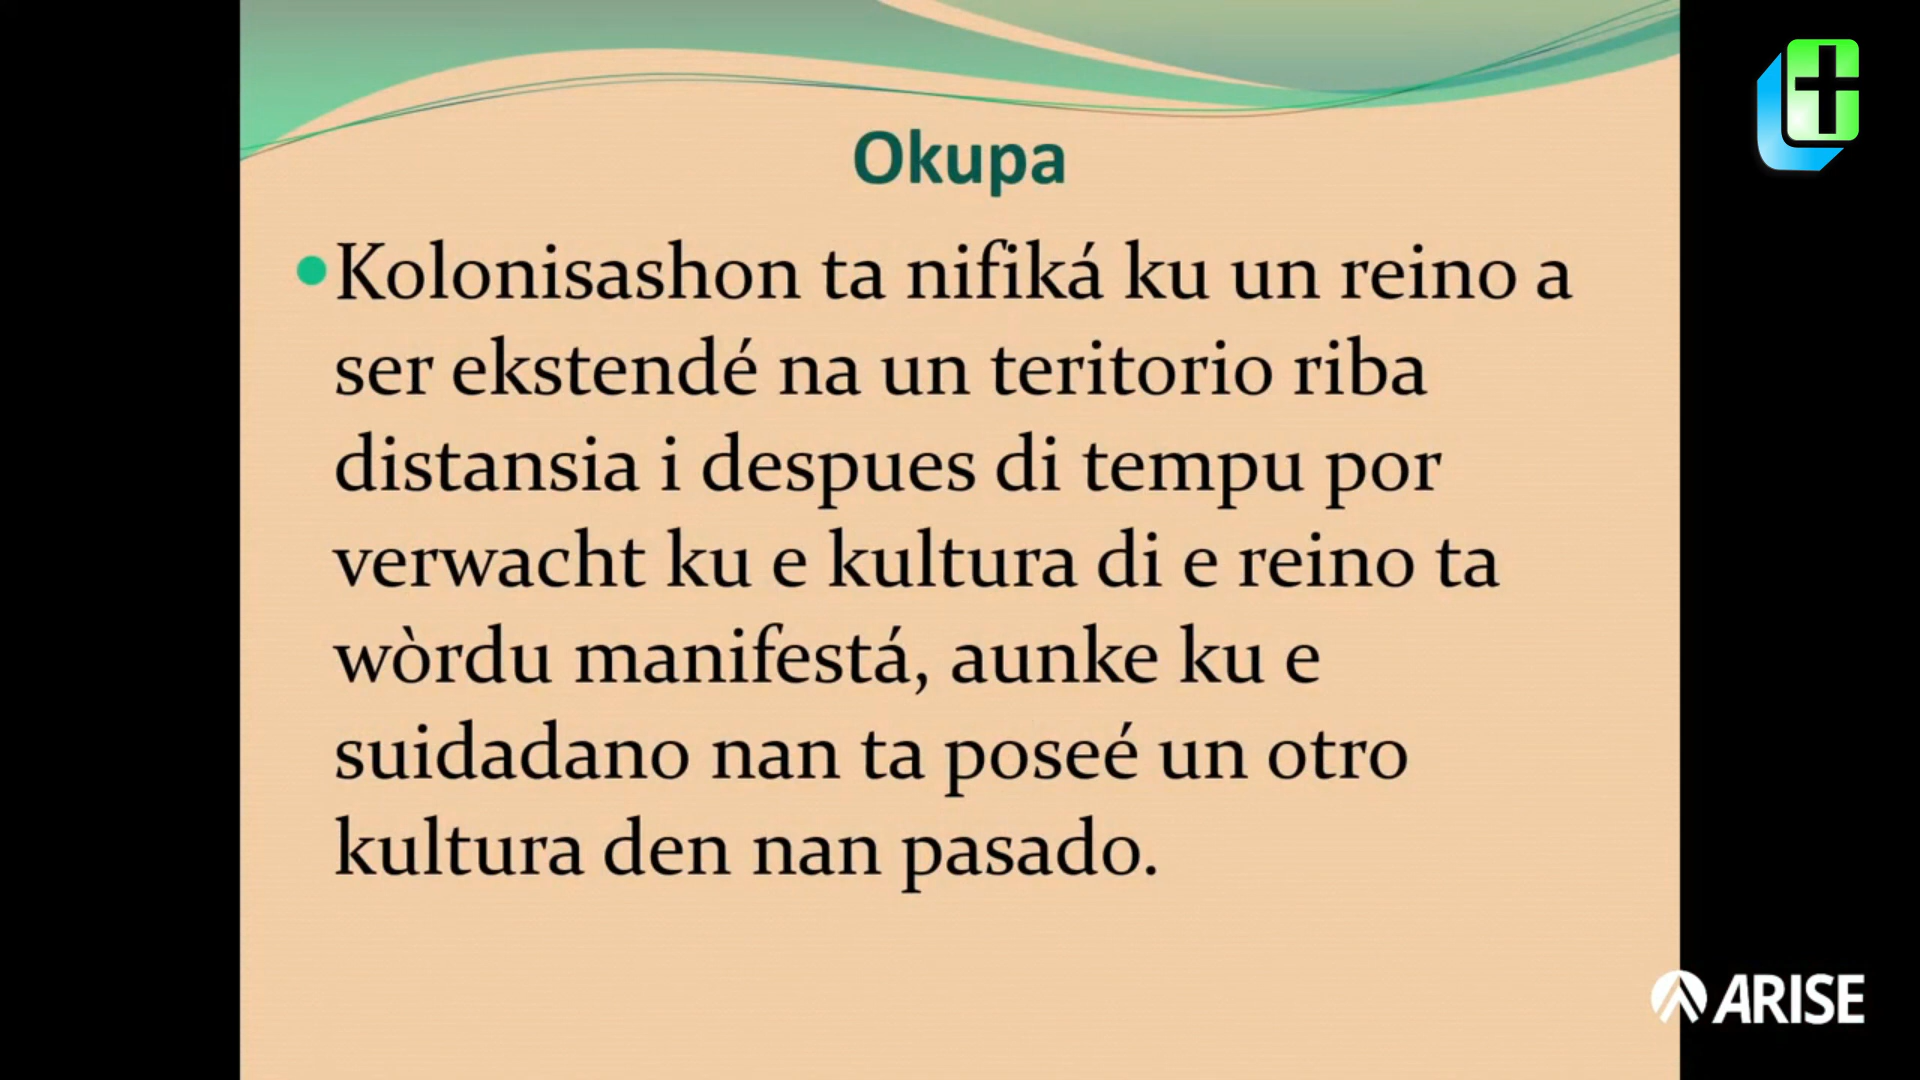 Okupa
Kolonisashon ta nifiká ku un reino a
ser ekstendé na un teritorio riba
distansia i despues di tempu por
verwacht ku e kultura di e reino ta
wòrdu manifestá, aunke ku e
suidadano nan ta poseé un otro
kultura den nan pasado.
ARISE